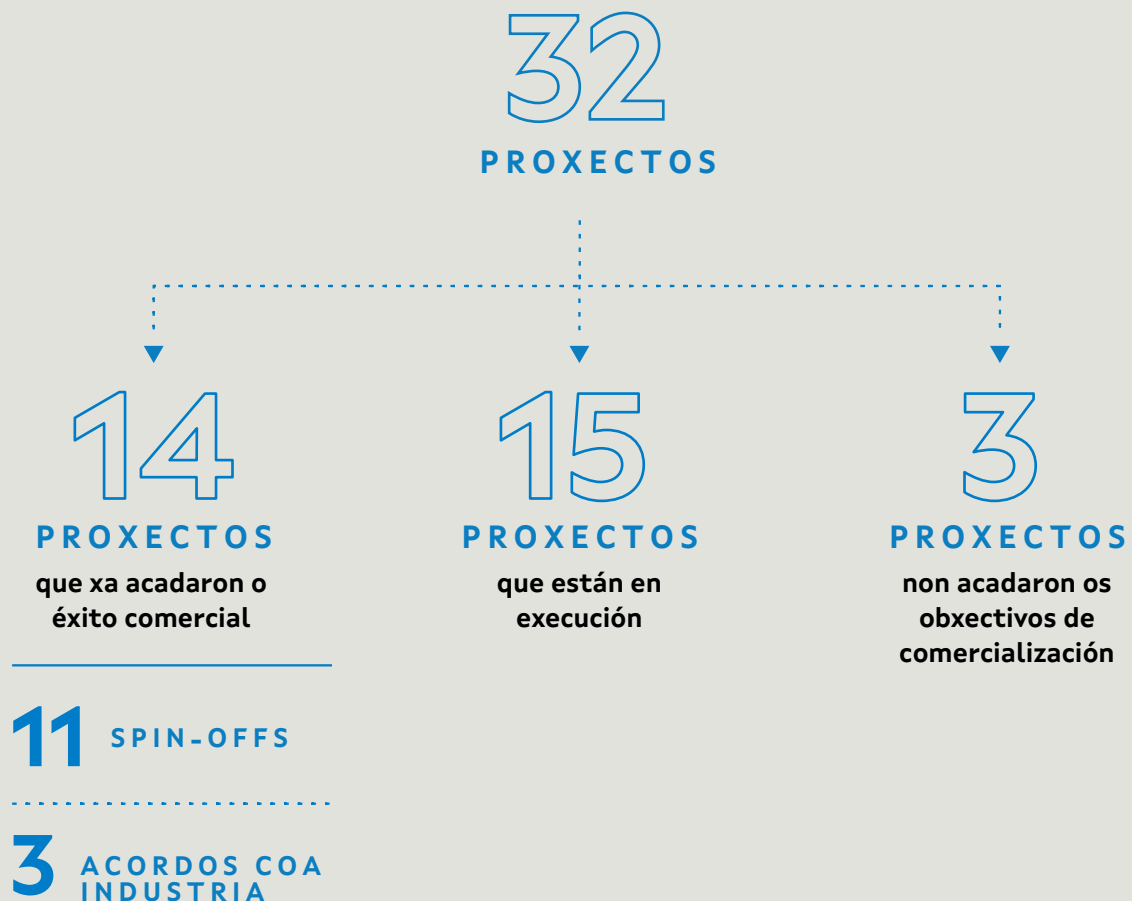 32
PROXECTOS
14
PROXECTOS
que xa acadaron o
éxito comercial
11 SPIN-OFFS
3 ACORDOS COA
INDUSTRIA
15
PROXECTOS
que están en
execución
3
PROXECTOS
non acadaron os
obxectivos de
comercialización